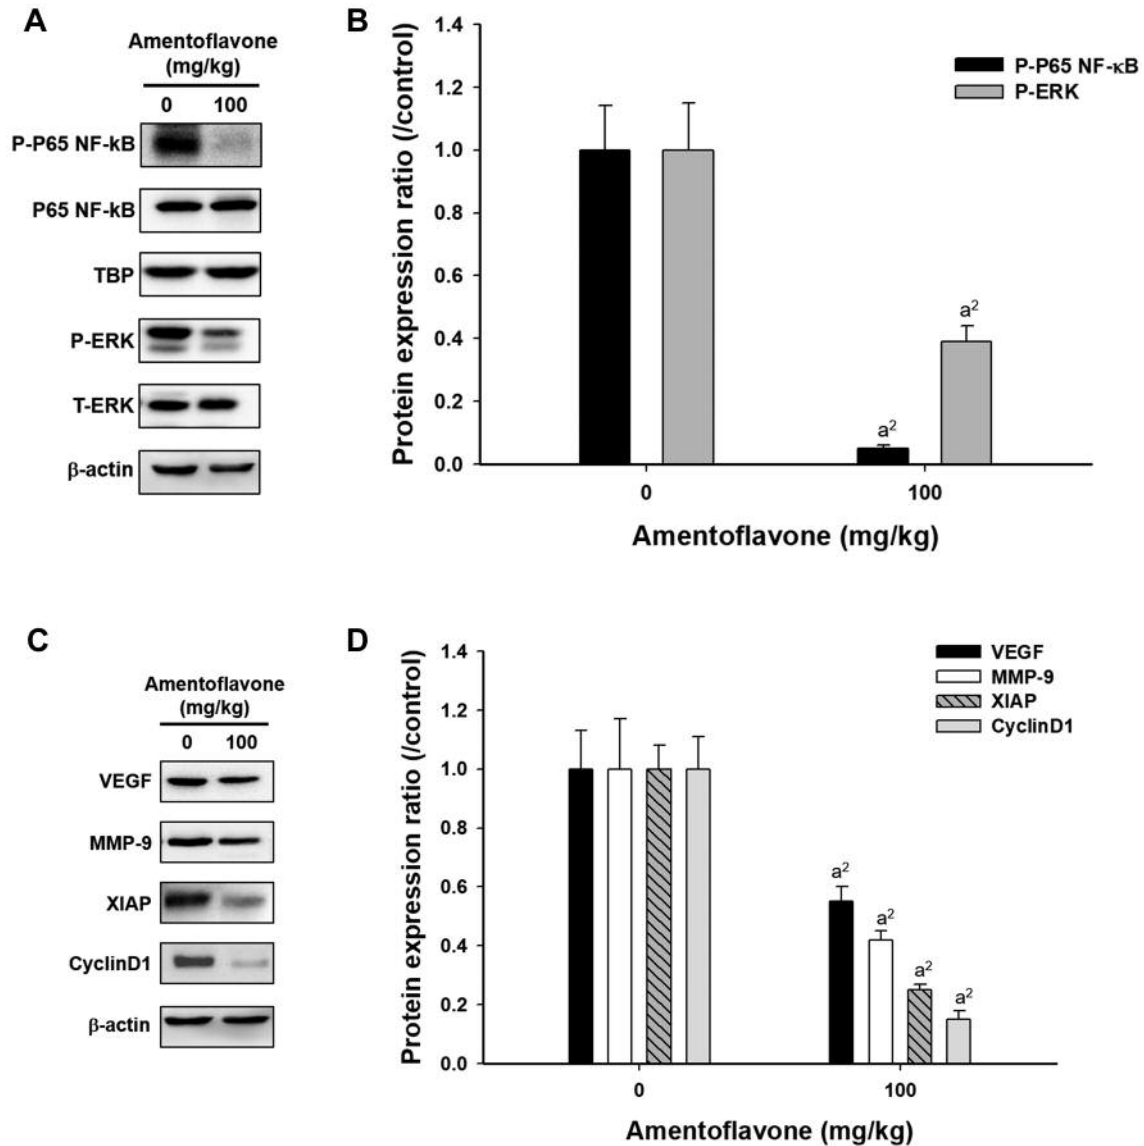 A
Amentoflavone
(mg/kg)
0 100
P-P65 NF-kB
P65 NF-kB
TBP
P-ERK
T-ERK
β-actin
B
Protein expression ratio (/control)
1.4
1.2
1.0
0.8
0.6
0.4
0.2
0.0
P-P65 NF-κB
P-ERK
a²
a²
0 100
Amentoflavone (mg/kg)
C
Amentoflavone
(mg/kg)
0 100
VEGF
MMP-9
XIAP
CyclinD1
β-actin
D
Protein expression ratio (/control)
1.4
1.2
1.0
0.8
0.6
0.4
0.2
0.0
VEGF
MMP-9
XIAP
CyclinD1
a²
a²
a²
a²
0 100
Amentoflavone (mg/kg)